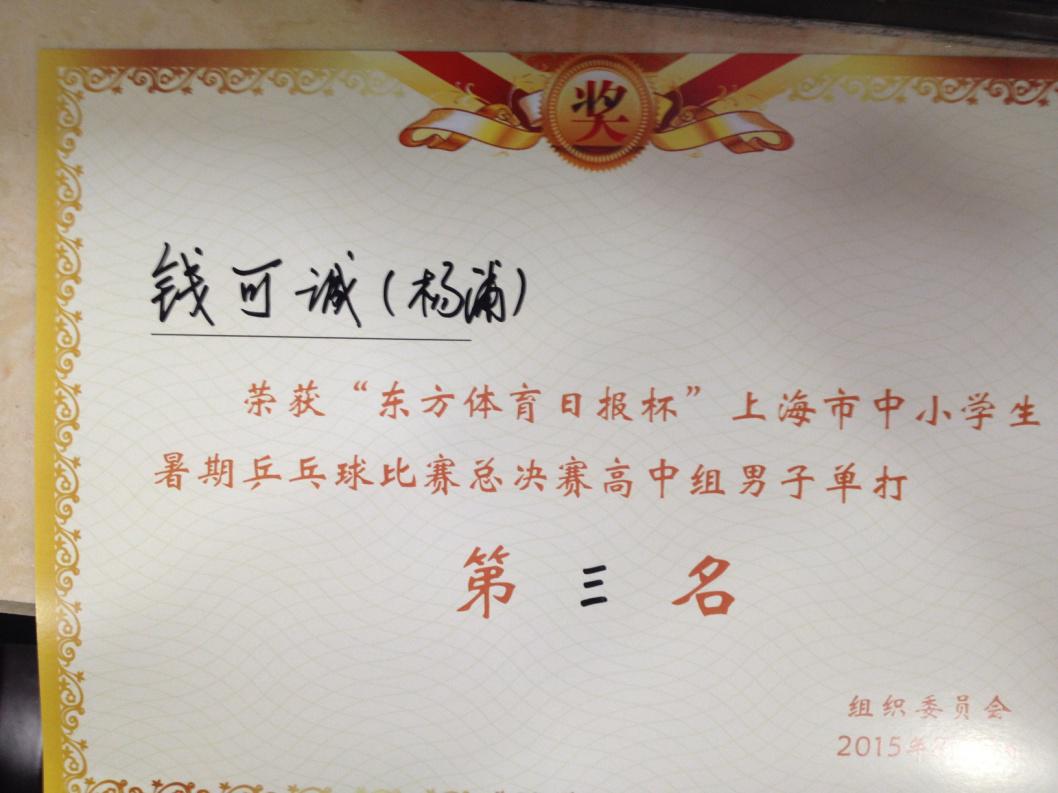 奖
钱可诚(杨浦)
荣获“东方体育日报杯”上海市中小学生
暑期乒乓球比赛总决赛高中组男子单打
第三名
组织委员会
2015年